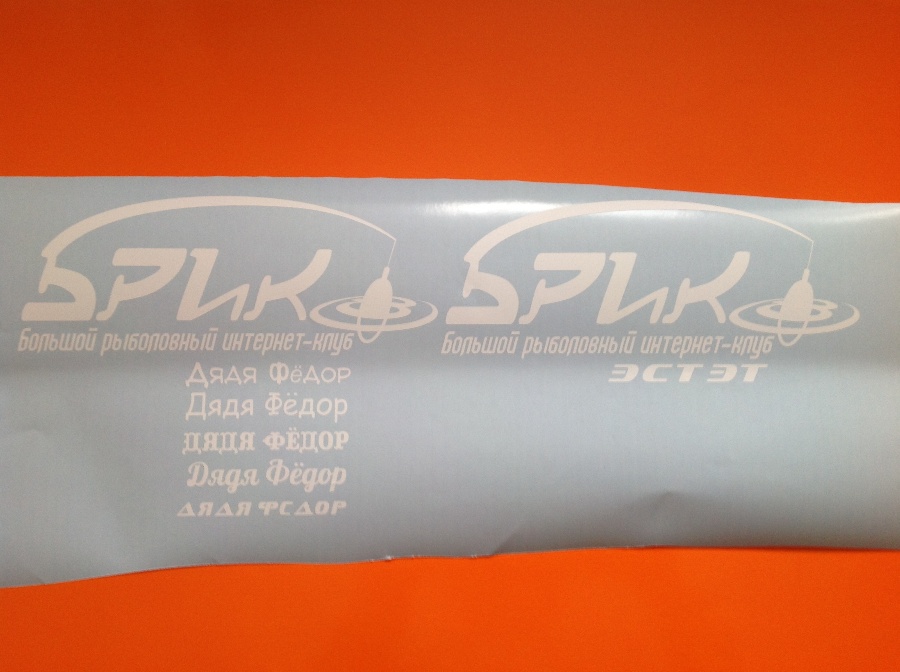 БРИК
Большой рыболовный интернет-клуб
Дядя Фёдор
Дядя Фёдор
ДЯДЯ ФЁДОР
Дядя Фёдор
ДЯДЯ ФЕДОР
БРИК
Большой рыболовный интернет-клуб
ЭСТЭТ